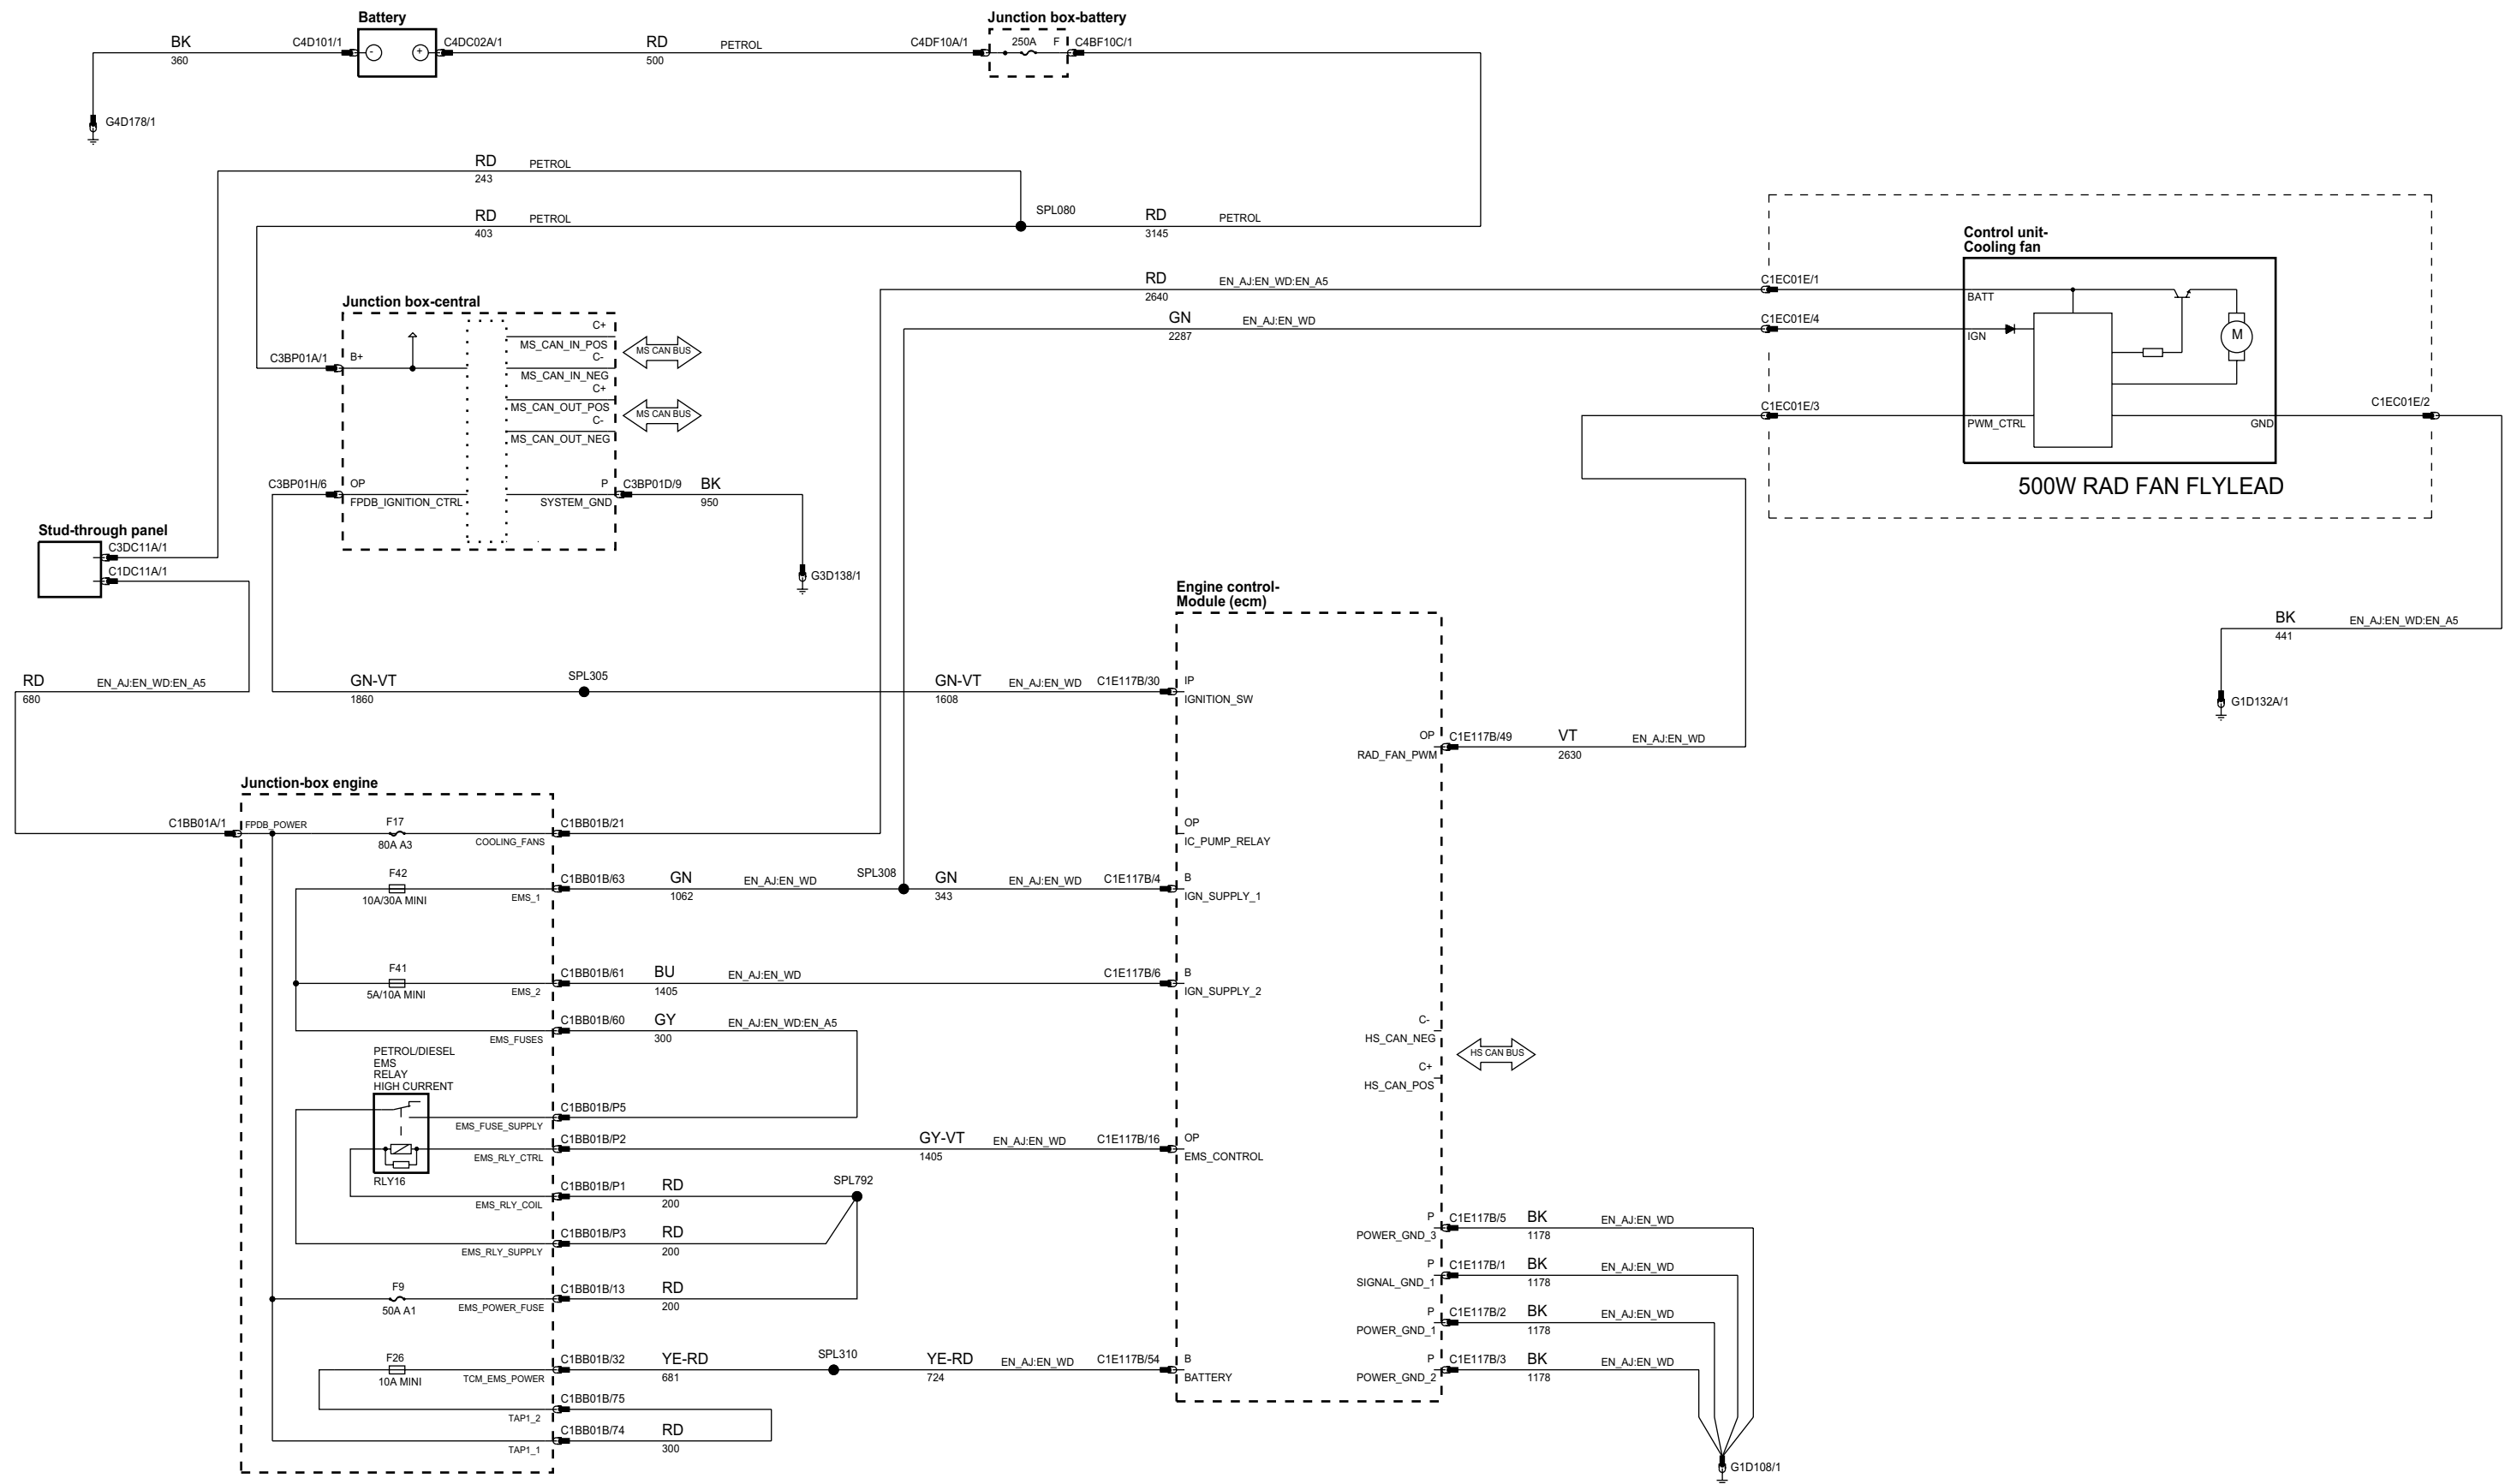 Battery
Junction box-battery
BK
360
C4D101/1
-
+
C4DC02A/1
RD
500
PETROL
C4DF10A/1
250A
F
C4BF10C/1
G4D178/1
RD
243
PETROL
RD
403
PETROL
SPL080
RD
3145
PETROL
Control unit-
Cooling fan
RD
2640
EN_AJ:EN_WD:EN_A5
C1EC01E/1
BATT
GN
2287
EN_AJ:EN_WD
C1EC01E/4
IGN
M
C1EC01E/3
PWM_CTRL
GND
C1EC01E/2
500W RAD FAN FLYLEAD
Junction box-central
C3BP01A/1
B+
C+
MS_CAN_IN_POS
C-
MS_CAN_IN_NEG
C+
MS_CAN_OUT_POS
C-
MS_CAN_OUT_NEG
MS CAN BUS
MS CAN BUS
C3BP01H/6
OP
FPDB_IGNITION_CTRL
P
SYSTEM_GND
C3BP01D/9
BK
950
G3D138/1
Stud-through panel
C3DC11A/1
C1DC11A/1
Engine control-
Module (ecm)
BK
441
EN_AJ:EN_WD:EN_A5
G1D132A/1
RD
680
EN_AJ:EN_WD:EN_A5
GN-VT
1860
SPL305
GN-VT
1608
EN_AJ:EN_WD
C1E117B/30
IP
IGNITION_SW
OP
RAD_FAN_PWM
C1E117B/49
VT
2630
EN_AJ:EN_WD
Junction-box engine
C1BB01A/1
FPDB_POWER
F17
80A A3
COOLING_FANS
C1BB01B/21
OP
IC_PUMP_RELAY
F42
10A/30A MINI
EMS_1
C1BB01B/63
GN
1062
EN_AJ:EN_WD
SPL308
GN
343
EN_AJ:EN_WD
C1E117B/4
B
IGN_SUPPLY_1
F41
5A/10A MINI
EMS_2
C1BB01B/61
BU
1405
EN_AJ:EN_WD
C1E117B/6
B
IGN_SUPPLY_2
EMS_FUSES
C1BB01B/60
GY
300
EN_AJ:EN_WD:EN_A5
C-
HS_CAN_NEG
C+
HS_CAN_POS
HS CAN BUS
PETROL/DIESEL
EMS
RELAY
HIGH CURRENT
RLY16
EMS_FUSE_SUPPLY
C1BB01B/P5
EMS_RLY_CTRL
C1BB01B/P2
GY-VT
1405
EN_AJ:EN_WD
C1E117B/16
OP
EMS_CONTROL
EMS_RLY_COIL
C1BB01B/P1
RD
200
SPL792
EMS_RLY_SUPPLY
C1BB01B/P3
RD
200
P
POWER_GND_3
C1E117B/5
BK
1178
EN_AJ:EN_WD
P
SIGNAL_GND_1
C1E117B/1
BK
1178
EN_AJ:EN_WD
F9
50A A1
EMS_POWER_FUSE
C1BB01B/13
RD
200
P
POWER_GND_1
C1E117B/2
BK
1178
EN_AJ:EN_WD
F26
10A MINI
TCM_EMS_POWER
C1BB01B/32
YE-RD
681
SPL310
YE-RD
724
EN_AJ:EN_WD
C1E117B/54
B
BATTERY
P
POWER_GND_2
C1E117B/3
BK
1178
EN_AJ:EN_WD
TAP1_2
C1BB01B/75
TAP1_1
C1BB01B/74
RD
300
G1D108/1